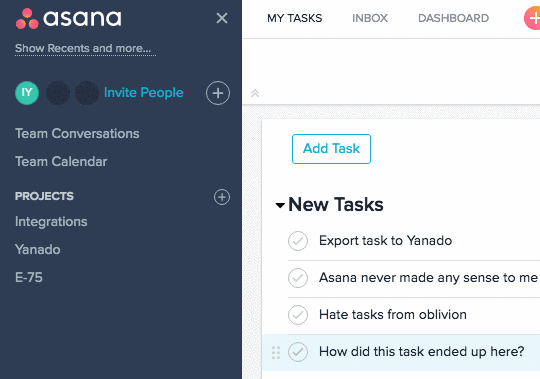 asana
MY TASKS INBOX DASHBOARD
Show Recents and more...
IY Invite People
Team Conversations
Team Calendar
PROJECTS
Integrations
Yanado
E-75
Add Task
New Tasks
Export task to Yanado
Asana never made any sense to me
Hate tasks from oblivion
How did this task ended up here?